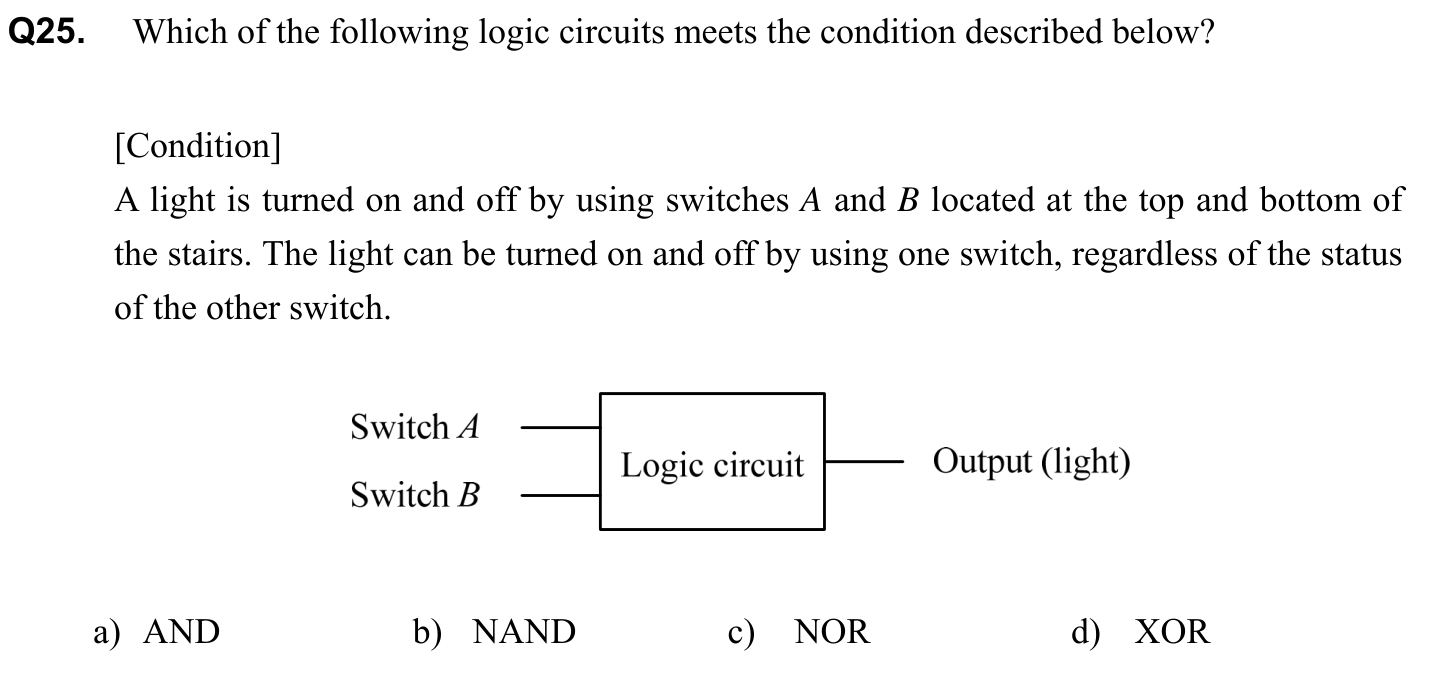 Q25. Which of the following logic circuits meets the condition described below?
[Condition]
A light is turned on and off by using switches A and B located at the top and bottom of
the stairs. The light can be turned on and off by using one switch, regardless of the status
of the other switch.
Switch A
Logic circuit
Output (light)
Switch B
a) AND b) NAND c) NOR d) XOR